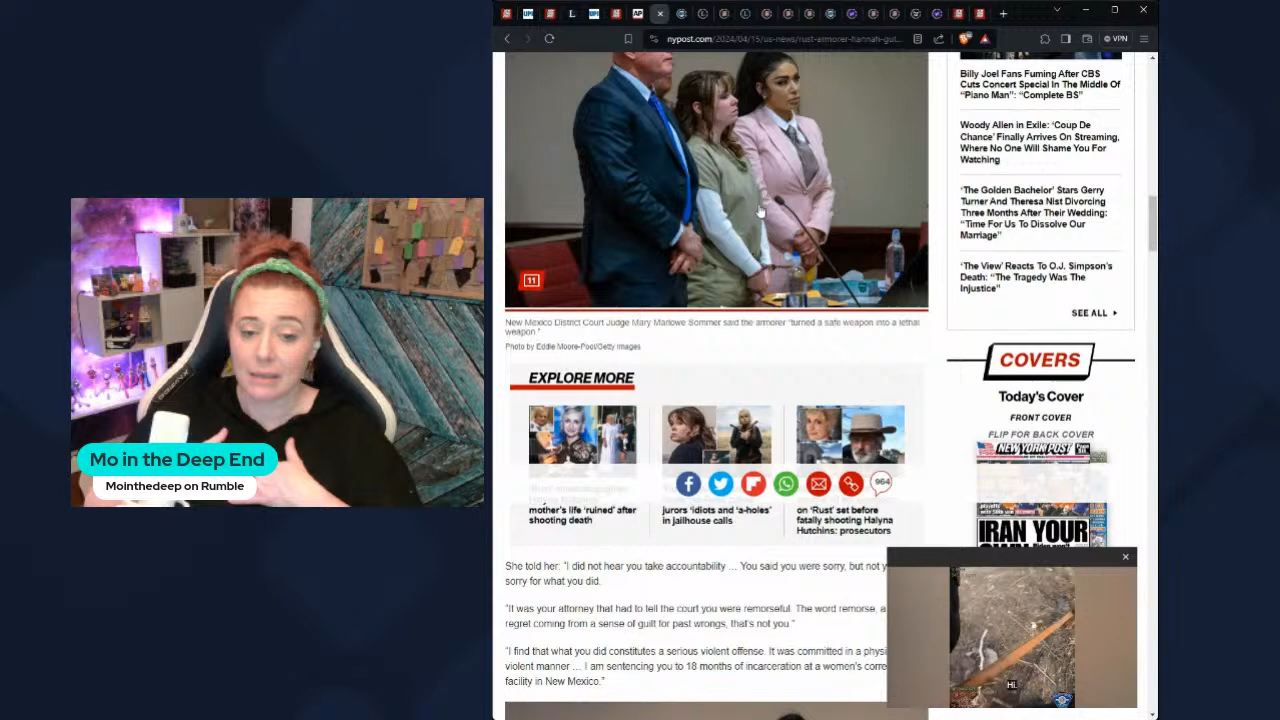 Mo in the Deep End
Mointhedeep on Rumble
nypost.com/2024/04/15/us-news/rust-armorer-hannah-gut...
VPN
11
New Mexico District Court Judge Mary Marlowe Sommer said the armorer "turned a safe weapon into a lethal
weapon."
Photo by Eddie Moore-Pool/Getty Images
EXPLORE MORE
mother's life 'ruined' after
shooting death
jurors 'idiots and 'a-holes'
in jailhouse calls
on 'Rust' set before
fatally shooting Halyna
Hutchins: prosecutors
964
She told her: "I did not hear you take accountability … You said you were sorry, but not y
sorry for what you did.
"It was your attorney that had to tell the court you were remorseful. The word remorse, a
regret coming from a sense of guilt for past wrongs, that's not you."
"I find that what you did constitutes a serious violent offense. It was committed in a physi
violent manner … I am sentencing you to 18 months of incarceration at a women's corre
facility in New Mexico."
Billy Joel Fans Fuming After CBS
Cuts Concert Special In The Middle Of
"Piano Man": "Complete BS"
Woody Allen in Exile: 'Coup De
Chance' Finally Arrives On Streaming,
Where No One Will Shame You For
Watching
'The Golden Bachelor' Stars Gerry
Turner And Theresa Nist Divorcing
Three Months After Their Wedding:
"Time For Us To Dissolve Our
Marriage"
'The View' Reacts To O.J. Simpson's
Death: "The Tragedy Was The
Injustice"
SEE ALL
COVERS
Today's Cover
FRONT COVER
FLIP FOR BACK COVER
NEW YORK POST
IRAN YOUR
Hi.